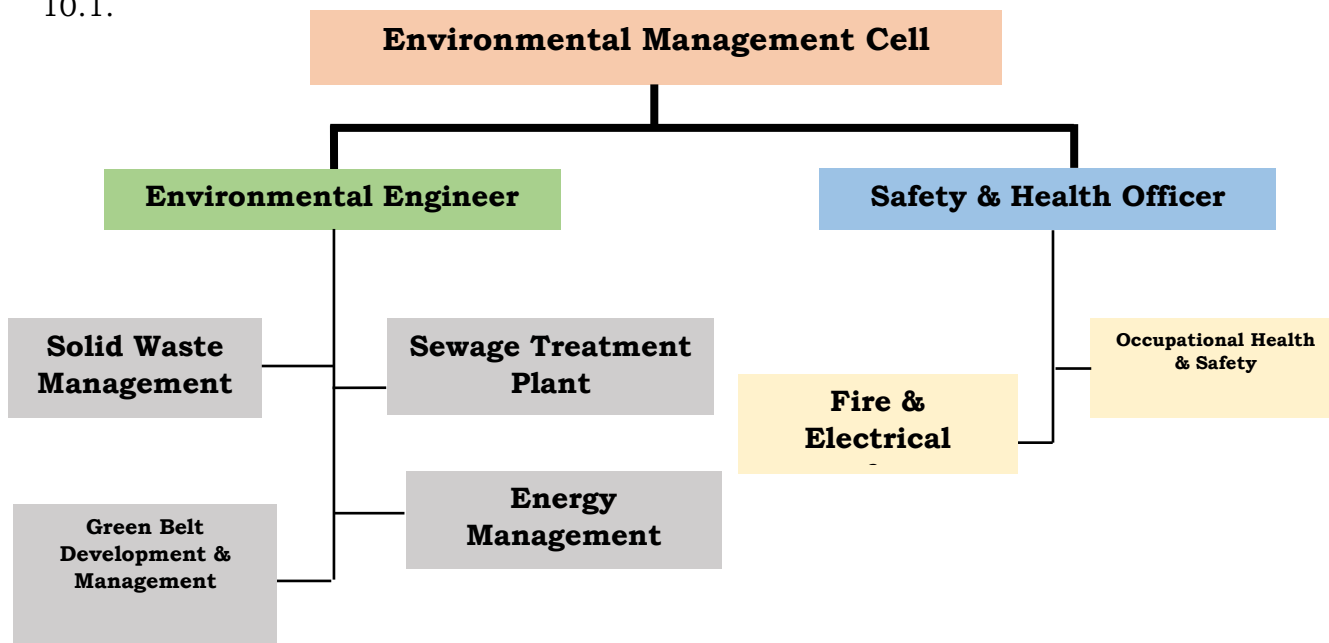 10.1.
Environmental Management Cell
Environmental Engineer
Safety & Health Officer
Solid Waste
Management
Sewage Treatment
Plant
Occupational Health
& Safety
Fire &
Electrical
Green Belt
Development &
Management
Energy
Management